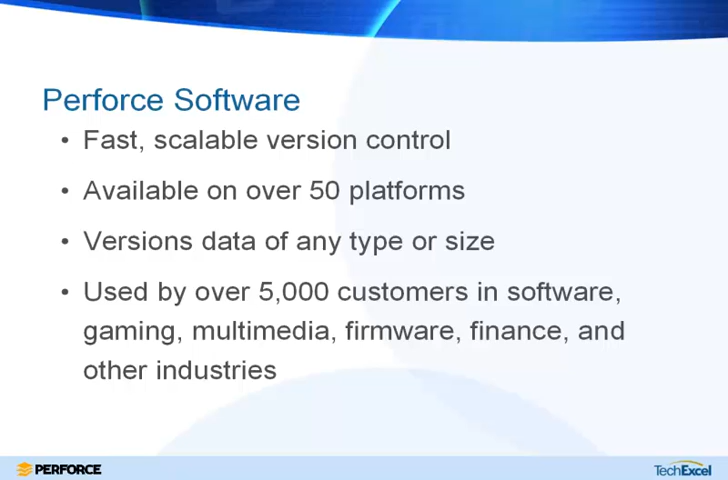 Perforce Software
• Fast, scalable version control
• Available on over 50 platforms
• Versions data of any type or size
• Used by over 5,000 customers in software,
gaming, multimedia, firmware, finance, and
other industries
PERFORCE
TechExcel